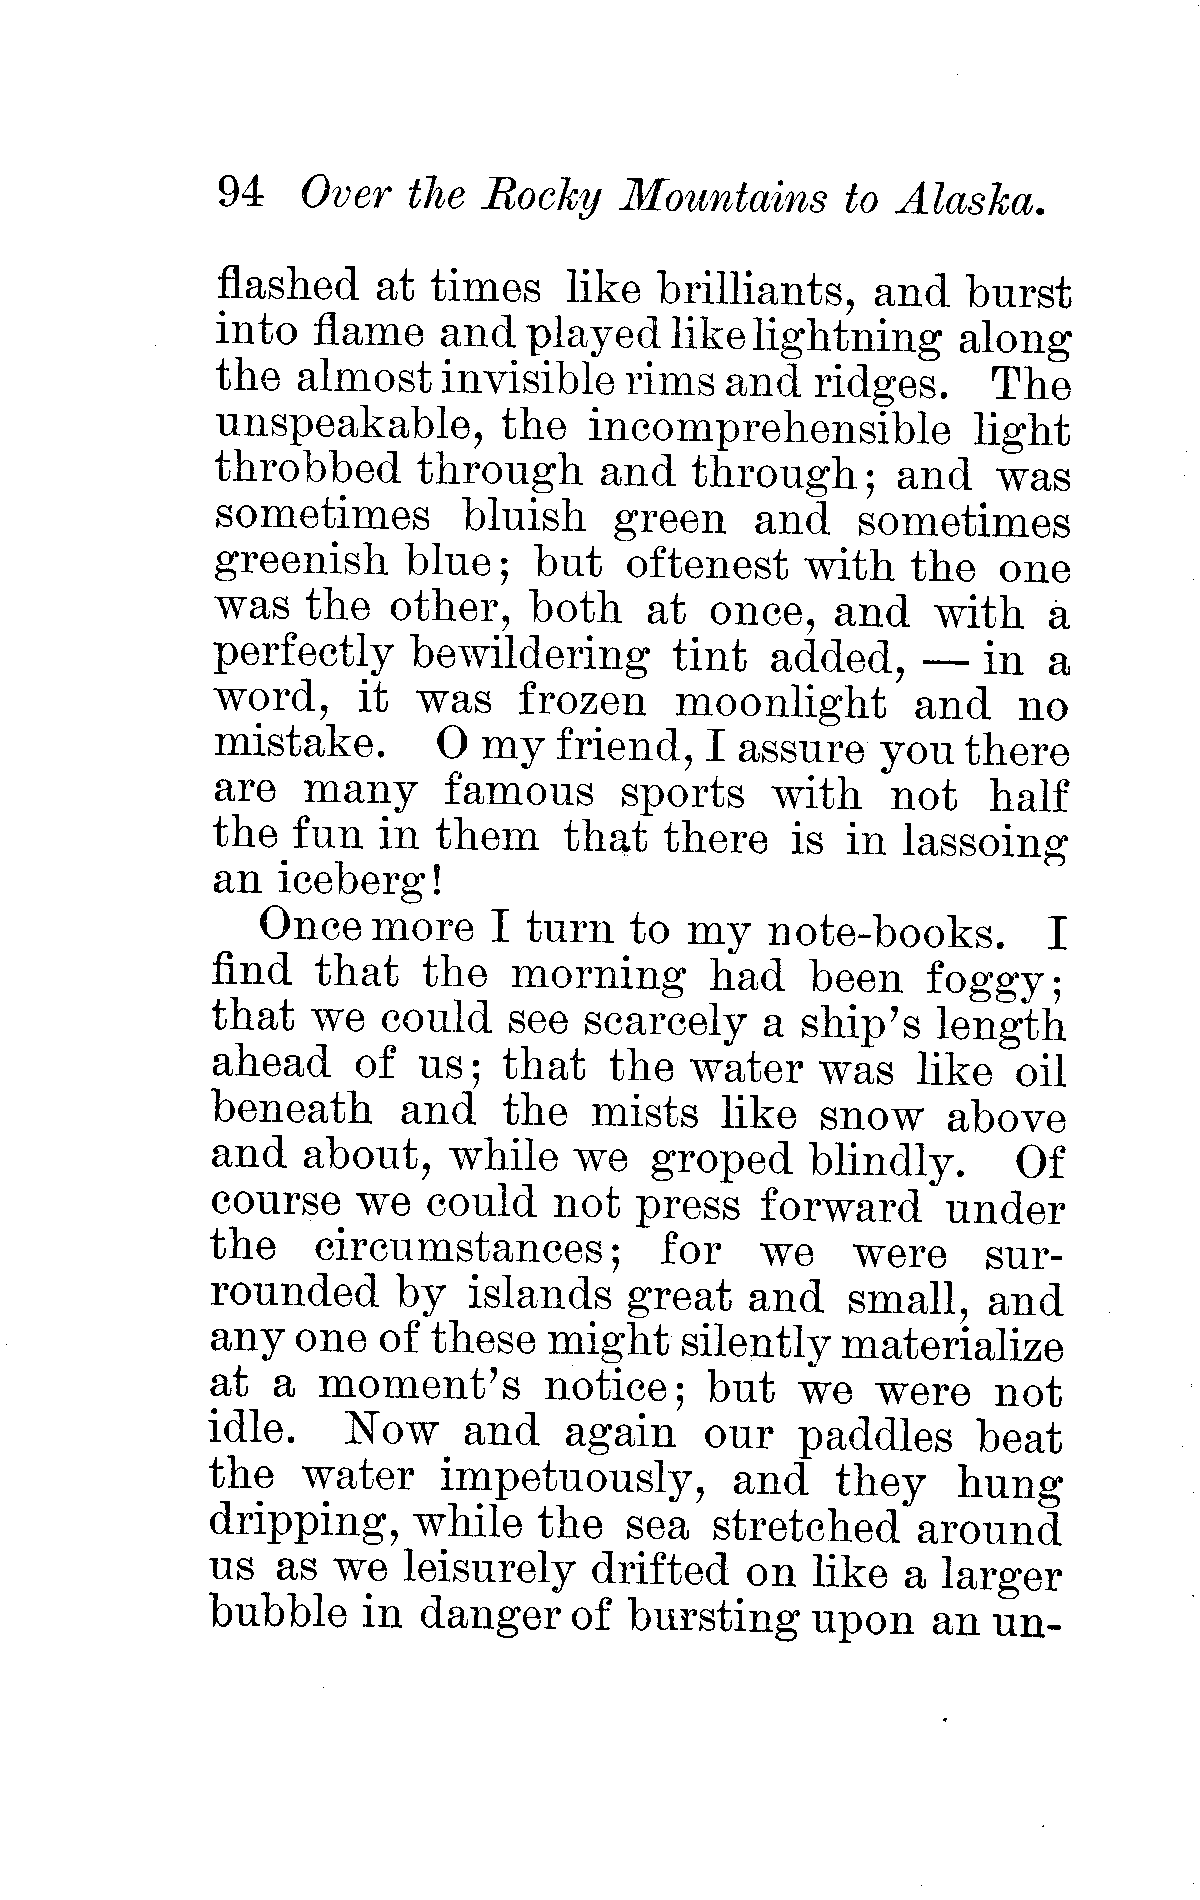 94 Over the Rocky Mountains to Alaska.
flashed at times like brilliants, and burst
into flame and played like lightning along
the almost invisible rims and ridges. The
unspeakable, the incomprehensible light
throbbed through and through; and was
sometimes bluish green and sometimes
greenish blue; but oftenest with the one
was the other, both at once, and with a
perfectly bewildering tint added, — in a
word, it was frozen moonlight and no
mistake. O my friend, I assure you there
are many famous sports with not half
the fun in them that there is in lassoing
an iceberg!
Once more I turn to my note-books. I
find that the morning had been foggy;
that we could see scarcely a ship's length
ahead of us; that the water was like oil
beneath and the mists like snow above
and about, while we groped blindly. Of
course we could not press forward under
the circumstances; for we were sur-
rounded by islands great and small, and
any one of these might silently materialize
at a moment's notice; but we were not
idle. Now and again our paddles beat
the water impetuously, and they hung
dripping, while the sea stretched around
us as we leisurely drifted on like a larger
bubble in danger of bursting upon an un-